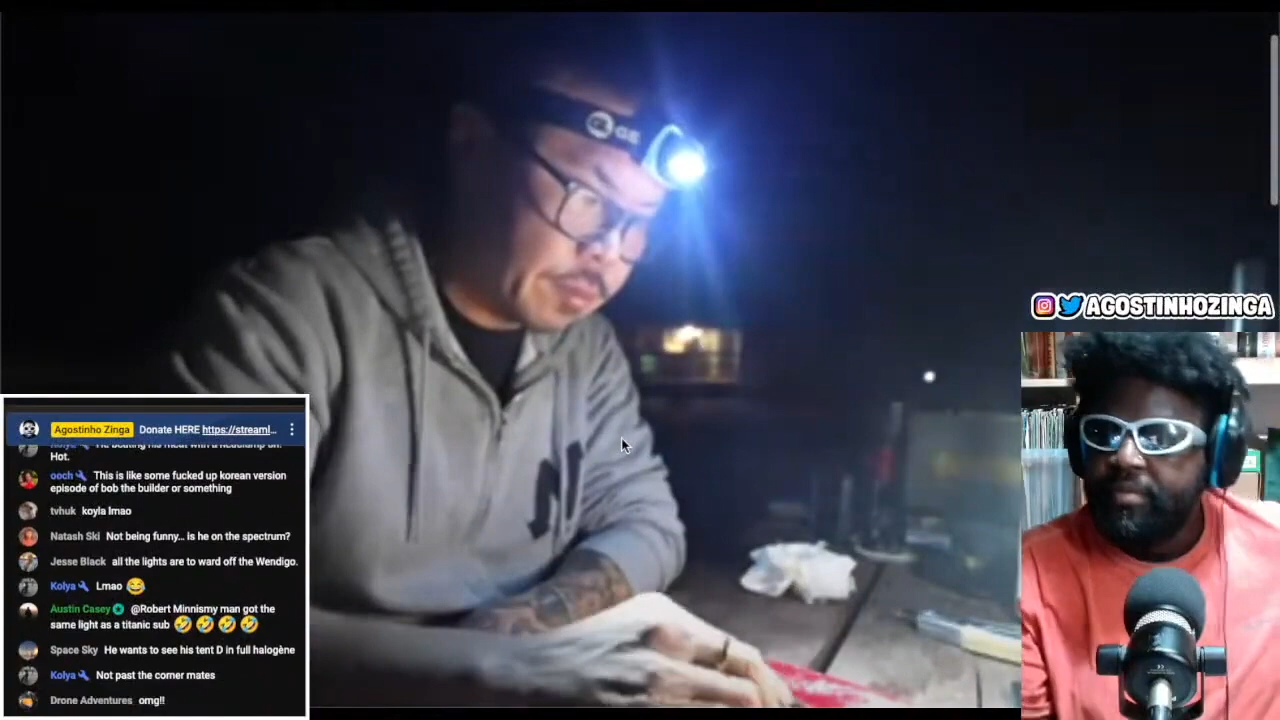 AGOSTINHOZINGA
Agostinho Zinga Donate HERE https://streaml...
Hot.
ooch This is like some fucked up korean version
episode of bob the builder or something
tvhuk koyla lmao
Natash Ski Not being funny... is he on the spectrum?
Jesse Black all the lights are to ward off the Wendigo.
Kolya Lmao 😂
Austin Casey @Robert Minnismy man got the
same light as a titanic sub 🤣 🤣 🤣 🤣
Space Sky He wants to see his tent D in full halogène
Kolya Not past the corner mates
Drone Adventures omg!!